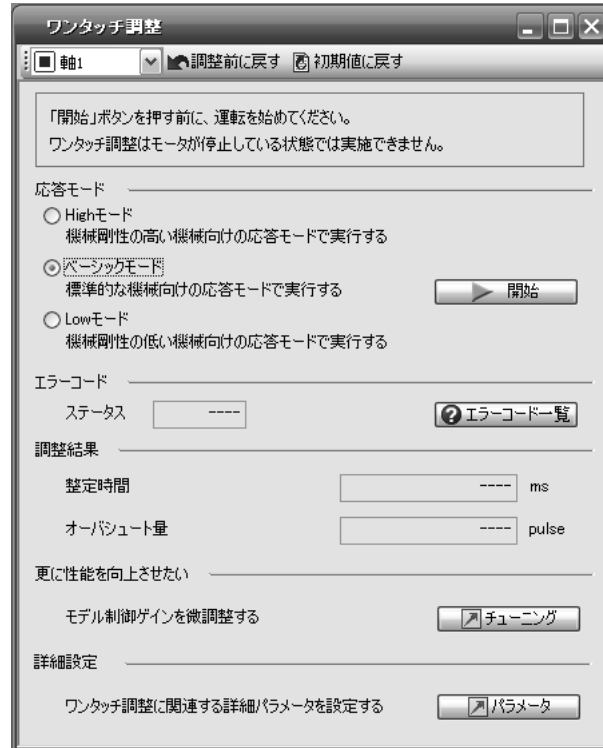 ワンタッチ調整
軸1 調整前に戻す 初期値に戻す
「開始」ボタンを押す前に、運転を始めてください。
ワンタッチ調整はモータが停止している状態では実施できません。
応答モード
Highモード
機械剛性の高い機械向けの応答モードで実行する
ベーシックモード
標準的な機械向けの応答モードで実行する
開始
Lowモード
機械剛性の低い機械向けの応答モードで実行する
エラーコード
ステータス ---- エラーコード一覧
調整結果
整定時間 ---- ms
オーバシュート量 ---- pulse
更に性能を向上させたい
モデル制御ゲインを微調整する チューニング
詳細設定
ワンタッチ調整に関連する詳細パラメータを設定する パラメータ